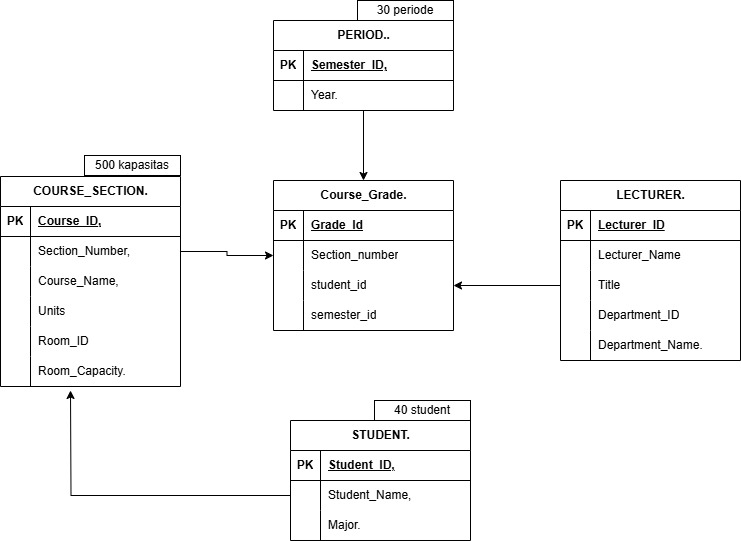 30 periode
PERIOD..
PK Semester_ID,
Year.
500 kapasitas
COURSE_SECTION.
PK Course_ID,
Section_Number,
Course_Name,
Units
Room_ID
Room_Capacity.
Course_Grade.
PK Grade_Id
Section_number
student_id
semester_id
LECTURER.
PK Lecturer_ID
Lecturer_Name
Title
Department_ID
Department_Name.
40 student
STUDENT.
PK Student_ID,
Student_Name,
Major.